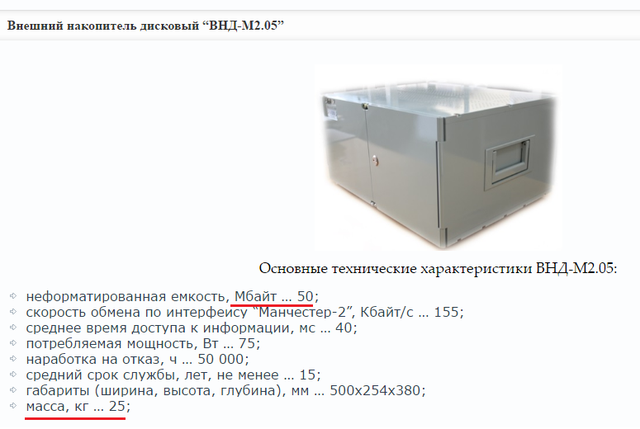 Внешний накопитель дисковый “ВНД-М2.05”
Основные технические характеристики ВНД-М2.05:
неформатированная емкость, Мбайт ... 50;
скорость обмена по интерфейсу “Манчестер-2”, Кбайт/с ... 155;
среднее время доступа к информации, мс ... 40;
потребляемая мощность, Вт ... 75;
наработка на отказ, ч ... 50 000;
средний срок службы, лет, не менее ... 15;
габариты (ширина, высота, глубина), мм ... 500x254x380;
масса, кг ... 25;